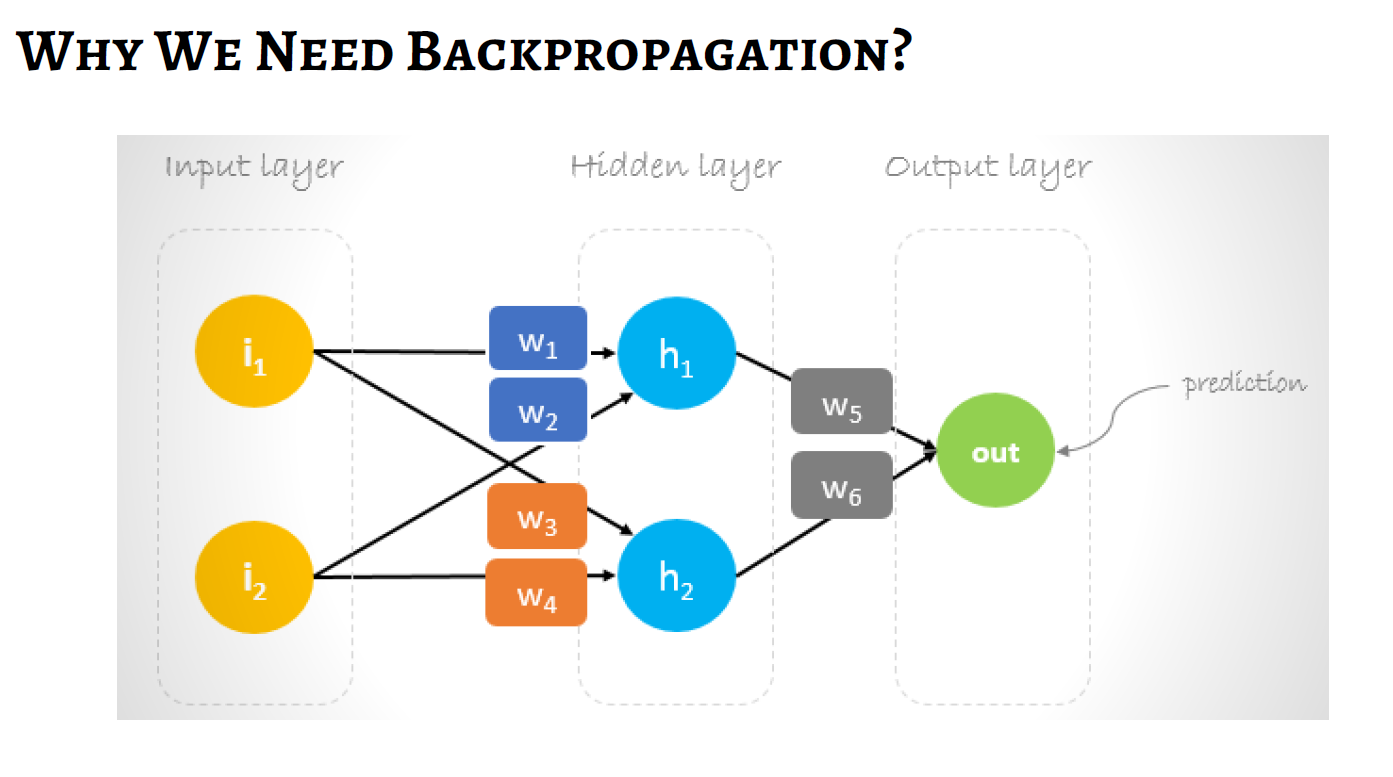 Why We Need Backpropagation?
Input layer
Hidden layer
Output layer
i1
i2
w1
w2
w3
w4
h1
h2
w5
w6
out
prediction